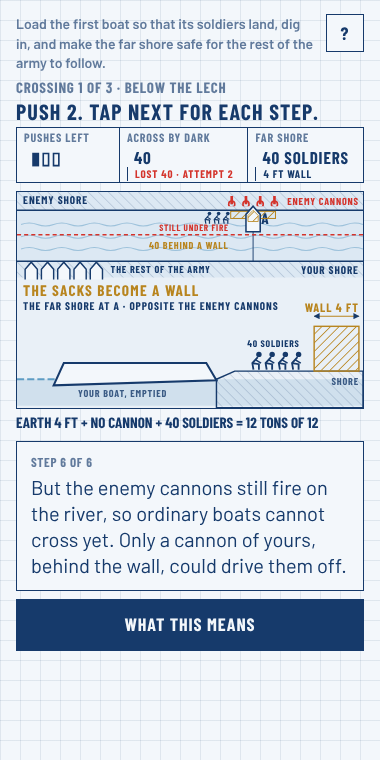 Load the first boat so that its soldiers land, dig
in, and make the far shore safe for the rest of the
army to follow.
?
CROSSING 1 OF 3 · BELOW THE LECH
PUSH 2. TAP NEXT FOR EACH STEP.
PUSHES LEFT
ACROSS BY DARK
40
LOST 40 · ATTEMPT 2
FAR SHORE
40 SOLDIERS
4 FT WALL
ENEMY SHORE
ENEMY CANNONS
A
STILL UNDER FIRE
40 BEHIND A WALL
THE REST OF THE ARMY
YOUR SHORE
THE SACKS BECOME A WALL
THE FAR SHORE AT A · OPPOSITE THE ENEMY CANNONS
WALL 4 FT
40 SOLDIERS
SHORE
YOUR BOAT, EMPTIED
EARTH 4 FT + NO CANNON + 40 SOLDIERS = 12 TONS OF 12
STEP 6 OF 6
But the enemy cannons still fire on
the river, so ordinary boats cannot
cross yet. Only a cannon of yours,
behind the wall, could drive them off.
WHAT THIS MEANS